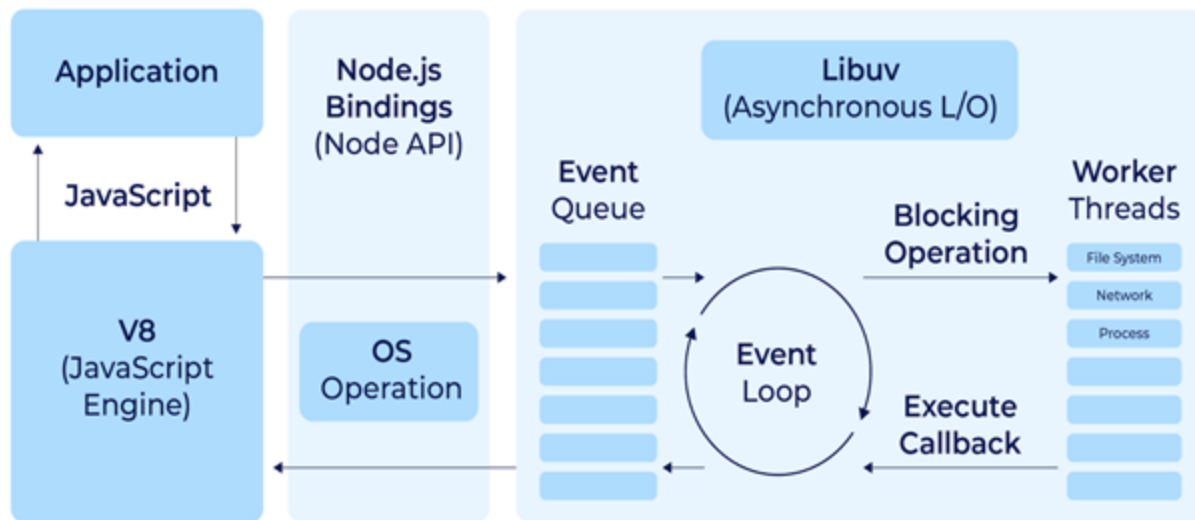 Application
JavaScript
V8
(JavaScript
Engine)
Node.js
Bindings
(Node API)
OS
Operation
Libuv
(Asynchronous L/O)
Event
Queue
Event
Loop
Blocking
Operation
Execute
Callback
Worker
Threads
File System
Network
Process